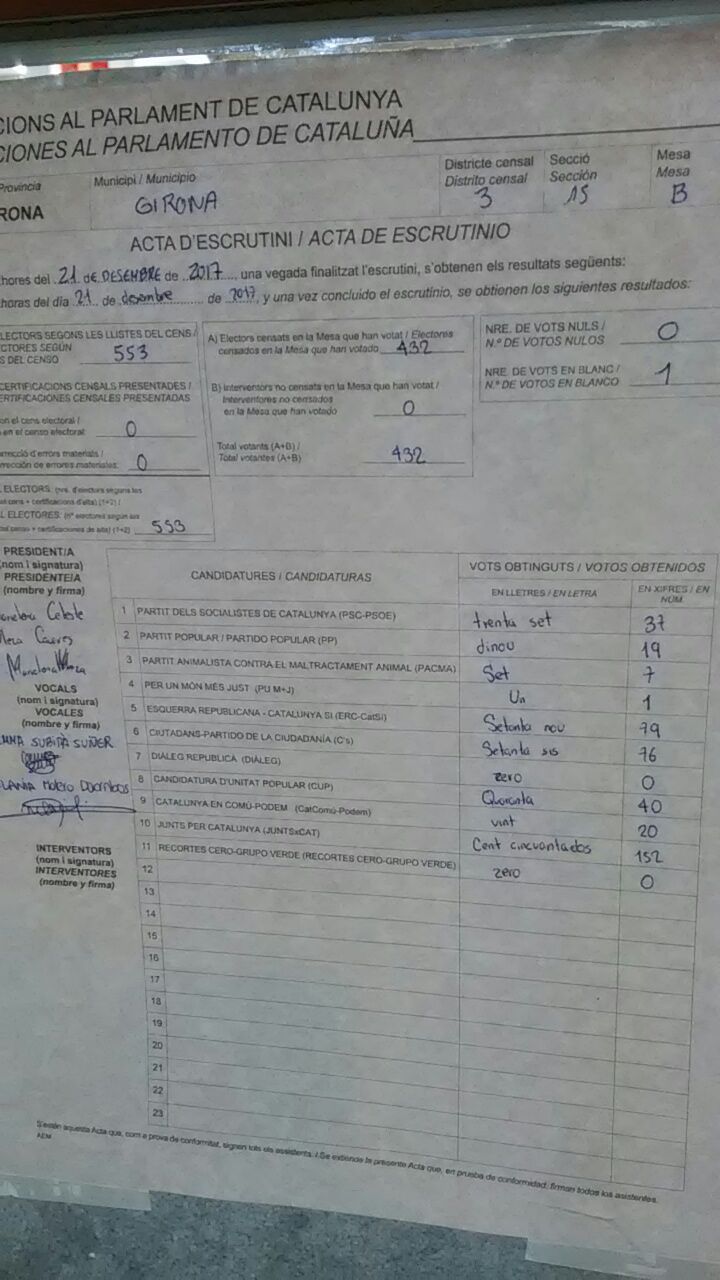 CIONS AL PARLAMENT DE CATALUNYA
CIONES AL PARLAMENTO DE CATALUÑA
Provincia
RONA
Municipi / Municipio
GIRONA
Districte censal
Distrito censal
3
Secció
Sección
15
Mesa
Mesa
B
ACTA D'ESCRUTINI / ACTA DE ESCRUTINIO
hores del 21 de DESEMBRE de 2017, una vegada finalitzat l'escrutini, s'obtenen els resultats següents:
horas del día 21 de desembre de 2017, y una vez concluido el escrutinio, se obtienen los siguientes resultados:
LECTORS SEGONS LES LLISTES DEL CENS /
CTORES SEGÚN
S DEL CENSO 553
CERTIFICACIONS CENSALS PRESENTADES /
ERTIFICACIONES CENSALES PRESENTADAS
en el cens electoral /
en el censo electoral: 0
rrecció d'errors materials /
rrección de errores materiales: 0
L ELECTORS: (nre. d'electors segons les
el cens + certificacions d'alta) (1+2) /
L ELECTORES: (nº electores según las
del censo + certificaciones de alta) (1+2) 553
A) Electors censats en la Mesa que han votat / Electores
censados en la Mesa que han votado 432
B) Interventors no censats en la Mesa que han votat /
Interventores no censados
en la Mesa que han votado 0
Total votants (A+B) /
Total votantes (A+B) 432
NRE. DE VOTS NULS /
N.º DE VOTOS NULOS 0
NRE. DE VOTS EN BLANC /
N.º DE VOTOS EN BLANCO 1
PRESIDENT/A
(nom i signatura)
PRESIDENTE/A
(nombre y firma)
VOCALS
(nom i signatura)
VOCALES
(nombre y firma)
SUBIRÀ SUÑER
INTERVENTORS
(nom i signatura)
INTERVENTORES
(nombre y firma)
CANDIDATURES / CANDIDATURAS
VOTS OBTINGUTS / VOTOS OBTENIDOS
EN LLETRES / EN LETRA
EN XIFRES / EN NÚM.
1 PARTIT DELS SOCIALISTES DE CATALUNYA (PSC-PSOE) trenta set 37
2 PARTIT POPULAR / PARTIDO POPULAR (PP) dinou 19
3 PARTIT ANIMALISTA CONTRA EL MALTRACTAMENT ANIMAL (PACMA) Set 7
4 PER UN MÓN MÉS JUST (PU M+J) Un 1
5 ESQUERRA REPUBLICANA - CATALUNYA SÍ (ERC-CatSí) Setanta nou 79
6 CIUTADANS-PARTIDO DE LA CIUDADANÍA (C's) Setanta sis 76
7 DIÀLEG REPUBLICÀ (DIÀLEG) zero 0
8 CANDIDATURA D'UNITAT POPULAR (CUP) Quaranta 40
9 CATALUNYA EN COMÚ-PODEM (CatComú-Podem) vint 20
10 JUNTS PER CATALUNYA (JUNTSxCAT) Cent cincuantados 152
11 RECORTES CERO-GRUPO VERDE (RECORTES CERO-GRUPO VERDE) zero 0
12
13
14
15
16
17
18
19
20
21
22
23
S'estén aquesta Acta que, com a prova de conformitat, signen tots els assistents. / Se extiende la presente Acta que, en prueba de conformidad, firman todos los asistentes.